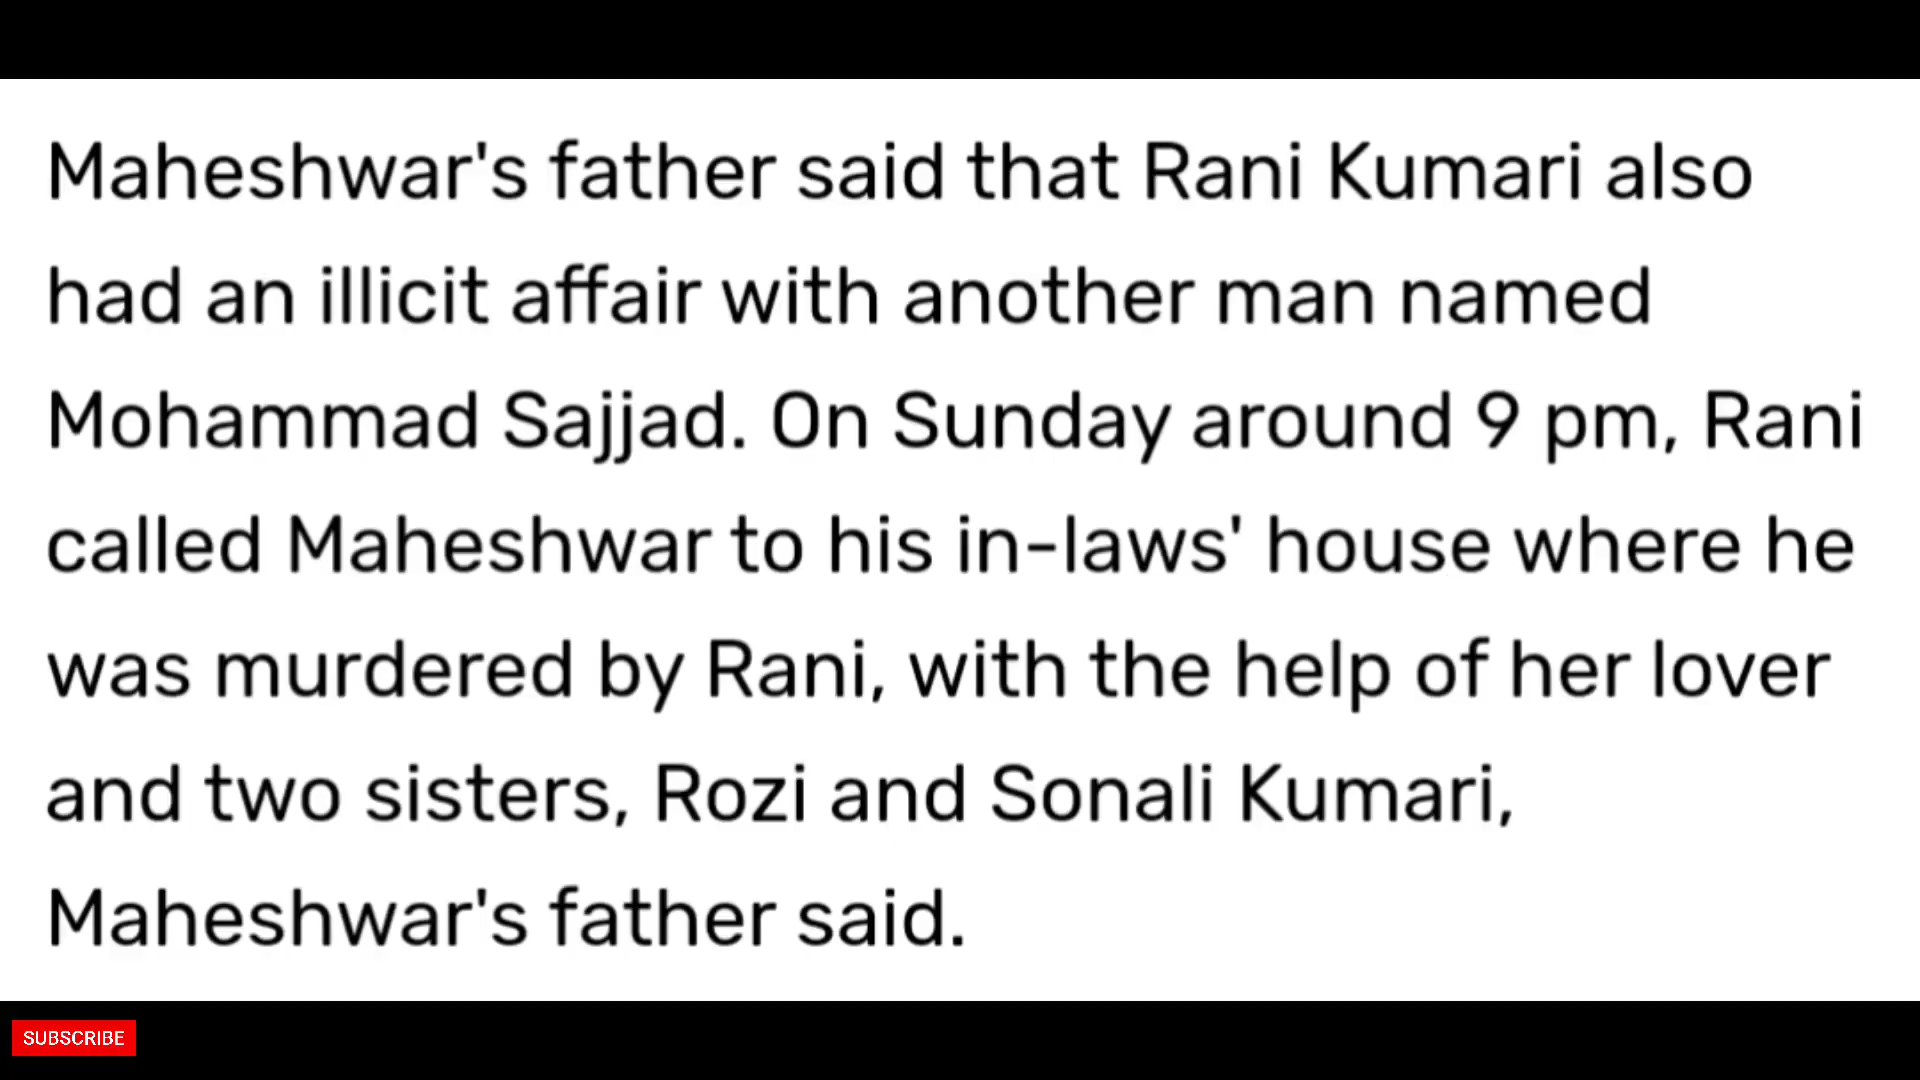 Maheshwar's father said that Rani Kumari also
had an illicit affair with another man named
Mohammad Sajjad. On Sunday around 9 pm, Rani
called Maheshwar to his in-laws' house where he
was murdered by Rani, with the help of her lover
and two sisters, Rozi and Sonali Kumari,
Maheshwar's father said.
SUBSCRIBE